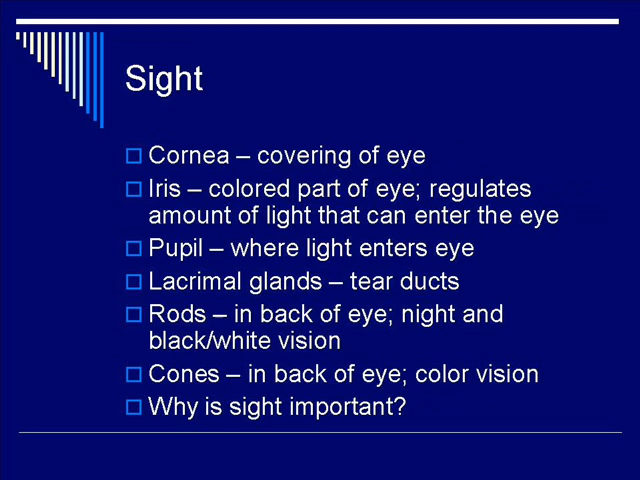 Sight
Cornea – covering of eye
Iris – colored part of eye; regulates
amount of light that can enter the eye
Pupil – where light enters eye
Lacrimal glands – tear ducts
Rods – in back of eye; night and
black/white vision
Cones – in back of eye; color vision
Why is sight important?